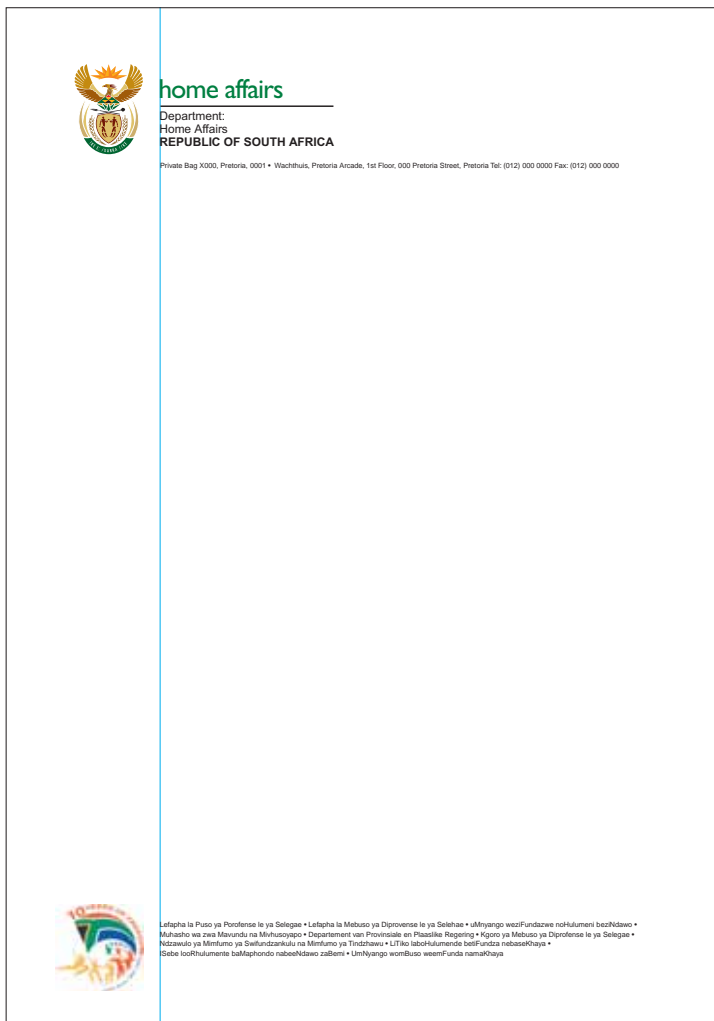 home affairs
Department:
Home Affairs
REPUBLIC OF SOUTH AFRICA
Private Bag X000, Pretoria, 0001 • Wachthuis, Pretoria Arcade, 1st Floor, 000 Pretoria Street, Pretoria Tel: (012) 000 0000 Fax: (012) 000 0000
Lefapha la Puso ya Porofense le ya Selegae • Lefapha la Mebuso ya Diprovense le ya Selehae • uMnyango weziFundazwe noHulumeni beziNdawo •
Muhasho wa zwa Mavundu na Mivhusoyapo • Departement van Provinsiale en Plaaslike Regering • Kgoro ya Mebuso ya Diprofense le ya Selegae •
Ndzawulo ya Mimfumo ya Swifundzankulu na Mimfumo ya Tindzhawu • LiTiko laboHulumende betiFundza nebaseKhaya •
ISebe looRhulumente baMaphondo nabeeNdawo zaBemi • UmNyango womBuso weemFunda namaKhaya